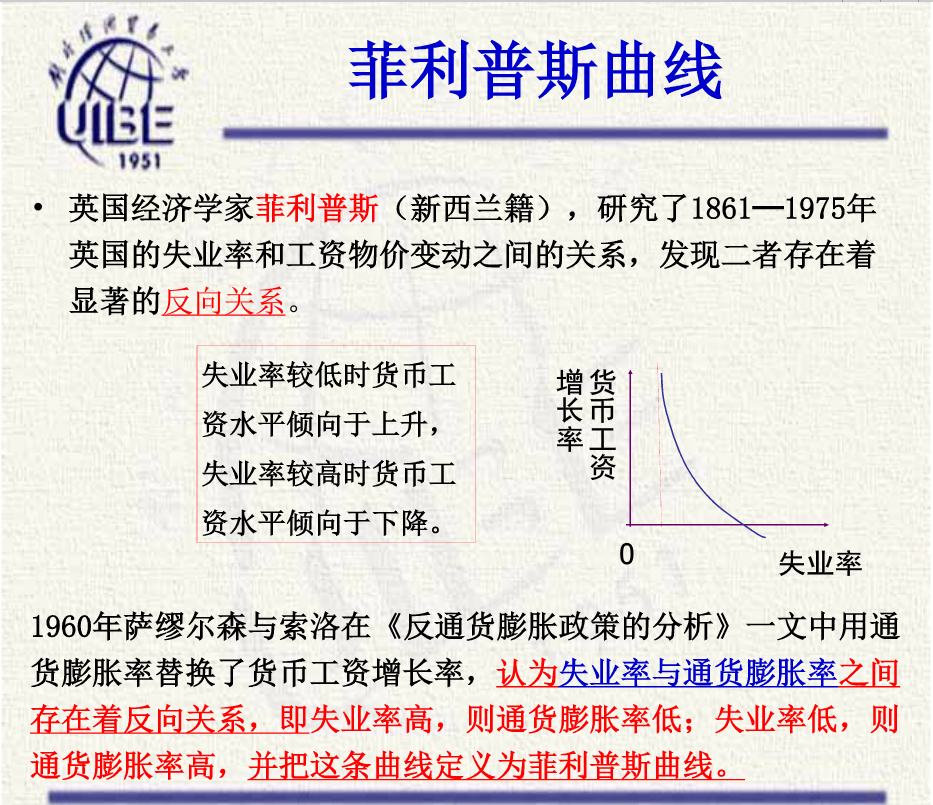 UIBE
1951
菲利普斯曲线
• 英国经济学家菲利普斯（新西兰籍），研究了1861—1975年
英国的失业率和工资物价变动之间的关系，发现二者存在着
显著的反向关系。
失业率较低时货币工
资水平倾向于上升，
失业率较高时货币工
资水平倾向于下降。
货币工资
增长率
0
失业率
1960年萨缪尔森与索洛在《反通货膨胀政策的分析》一文中用通
货膨胀率替换了货币工资增长率，认为失业率与通货膨胀率之间
存在着反向关系，即失业率高，则通货膨胀率低；失业率低，则
通货膨胀率高，并把这条曲线定义为菲利普斯曲线。